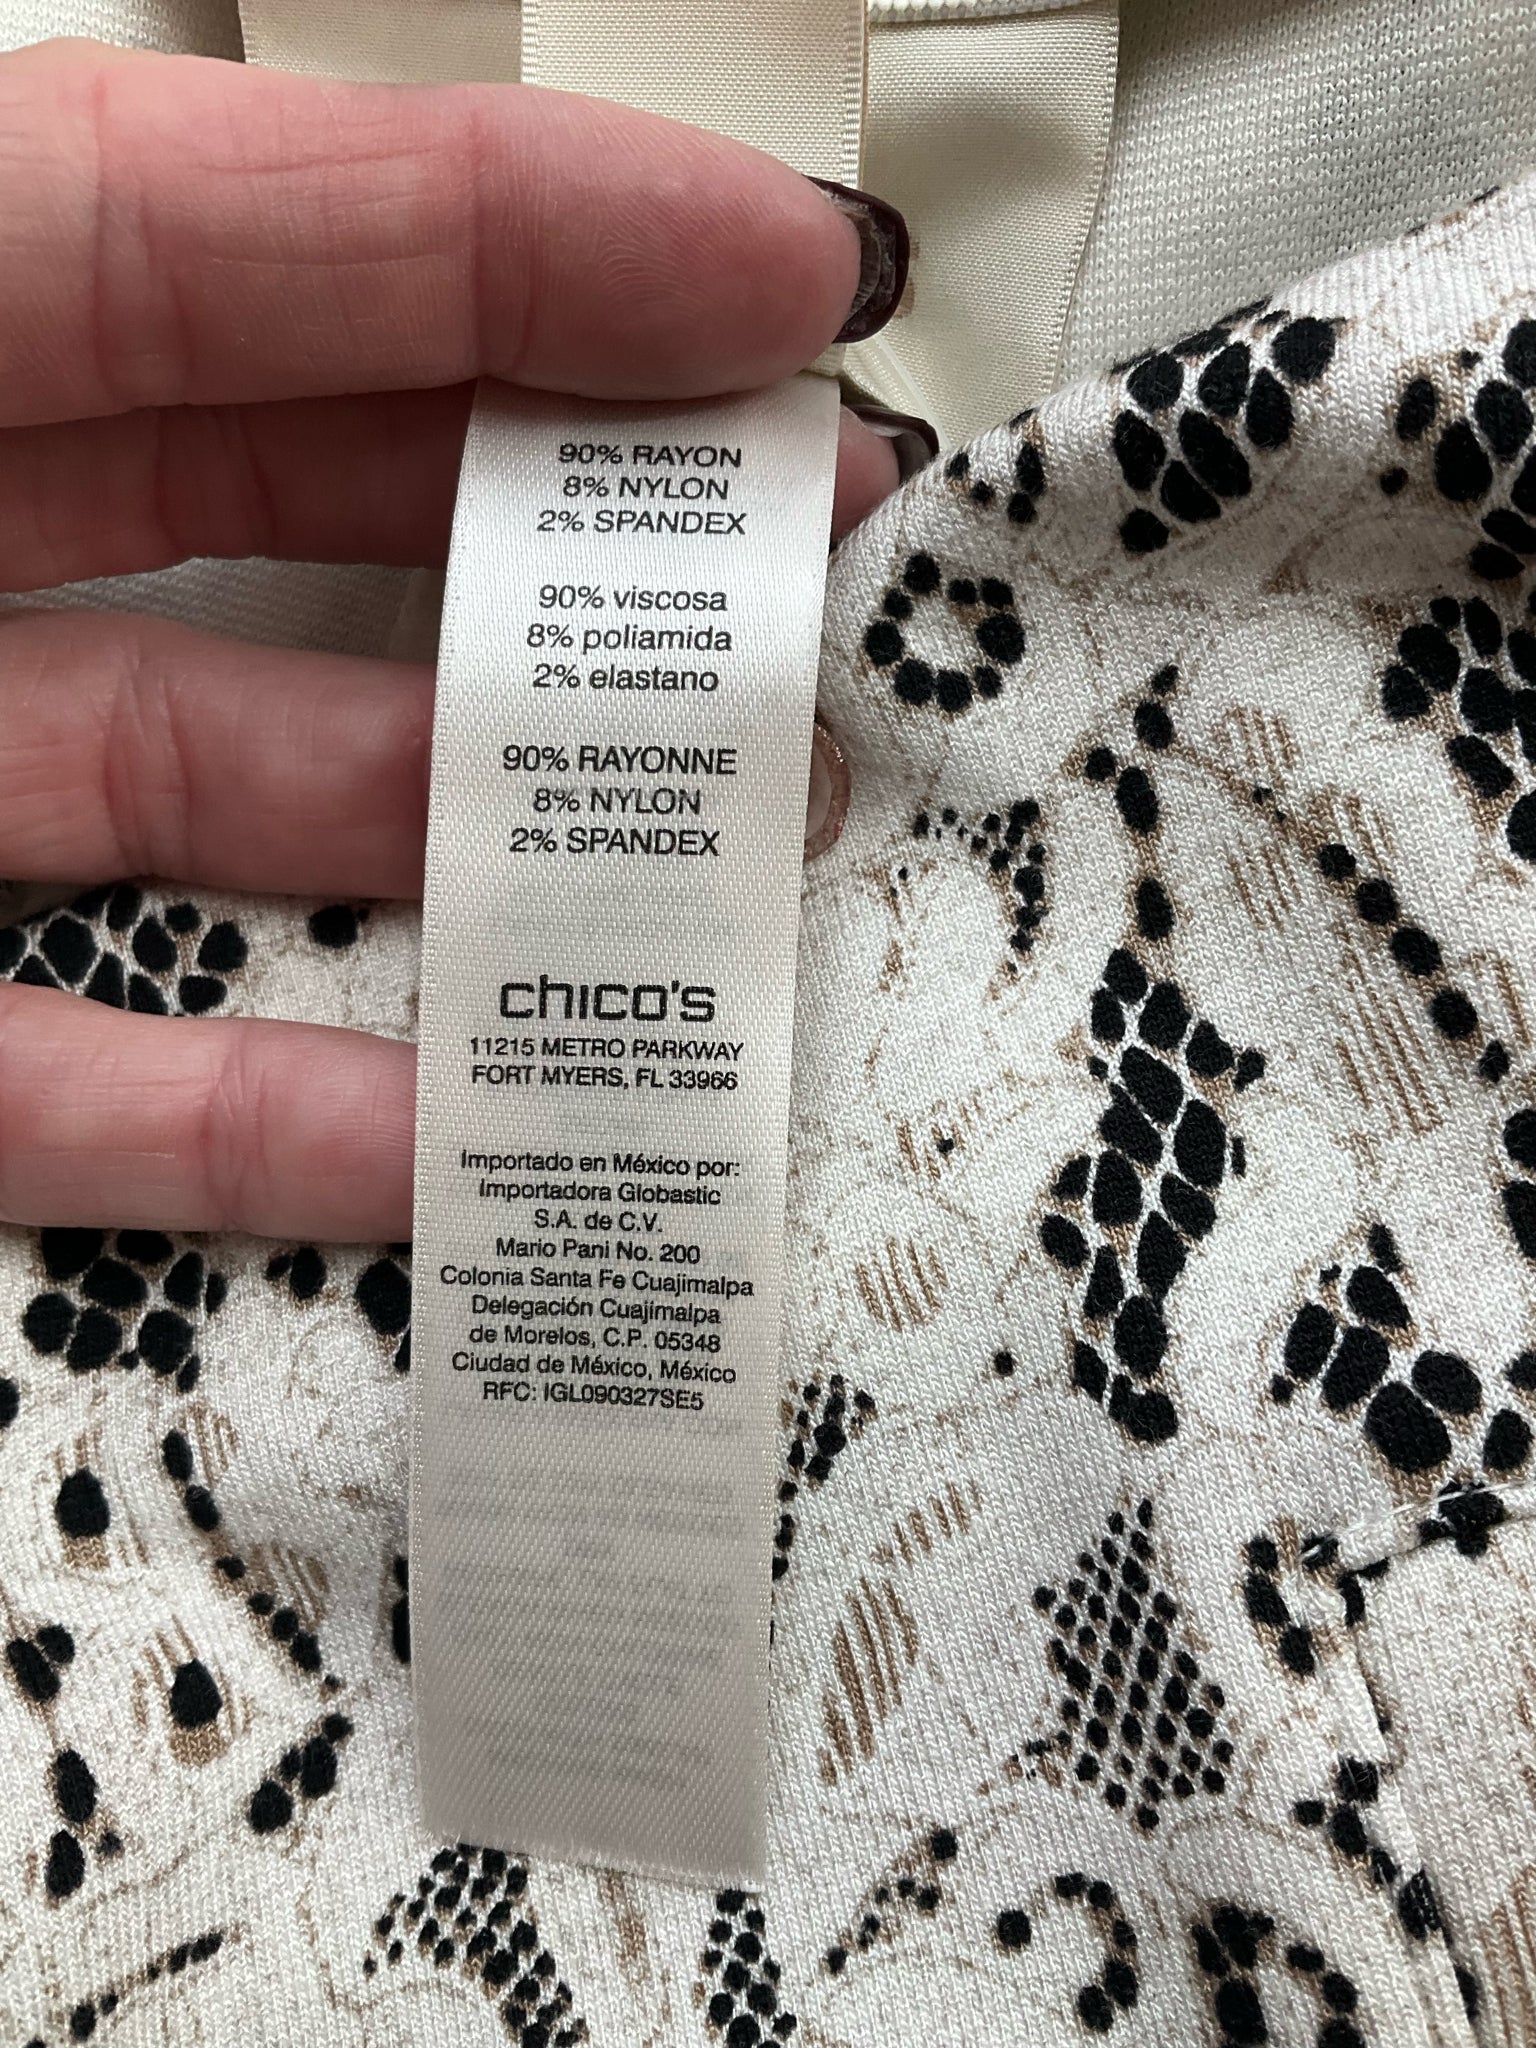 90% RAYON
8% NYLON
2% SPANDEX
90% viscosa
8% poliamida
2% elastano
90% RAYONNE
8% NYLON
2% SPANDEX
chico's
11215 METRO PARKWAY
FORT MYERS, FL 33966
Importado en México por:
Importadora Globastic
S.A. de C.V.
Mario Pani No. 200
Colonia Santa Fe Cuajimalpa
Delegación Cuajimalpa
de Morelos, C.P. 05348
Ciudad de México, México
RFC: IGL090327SE5